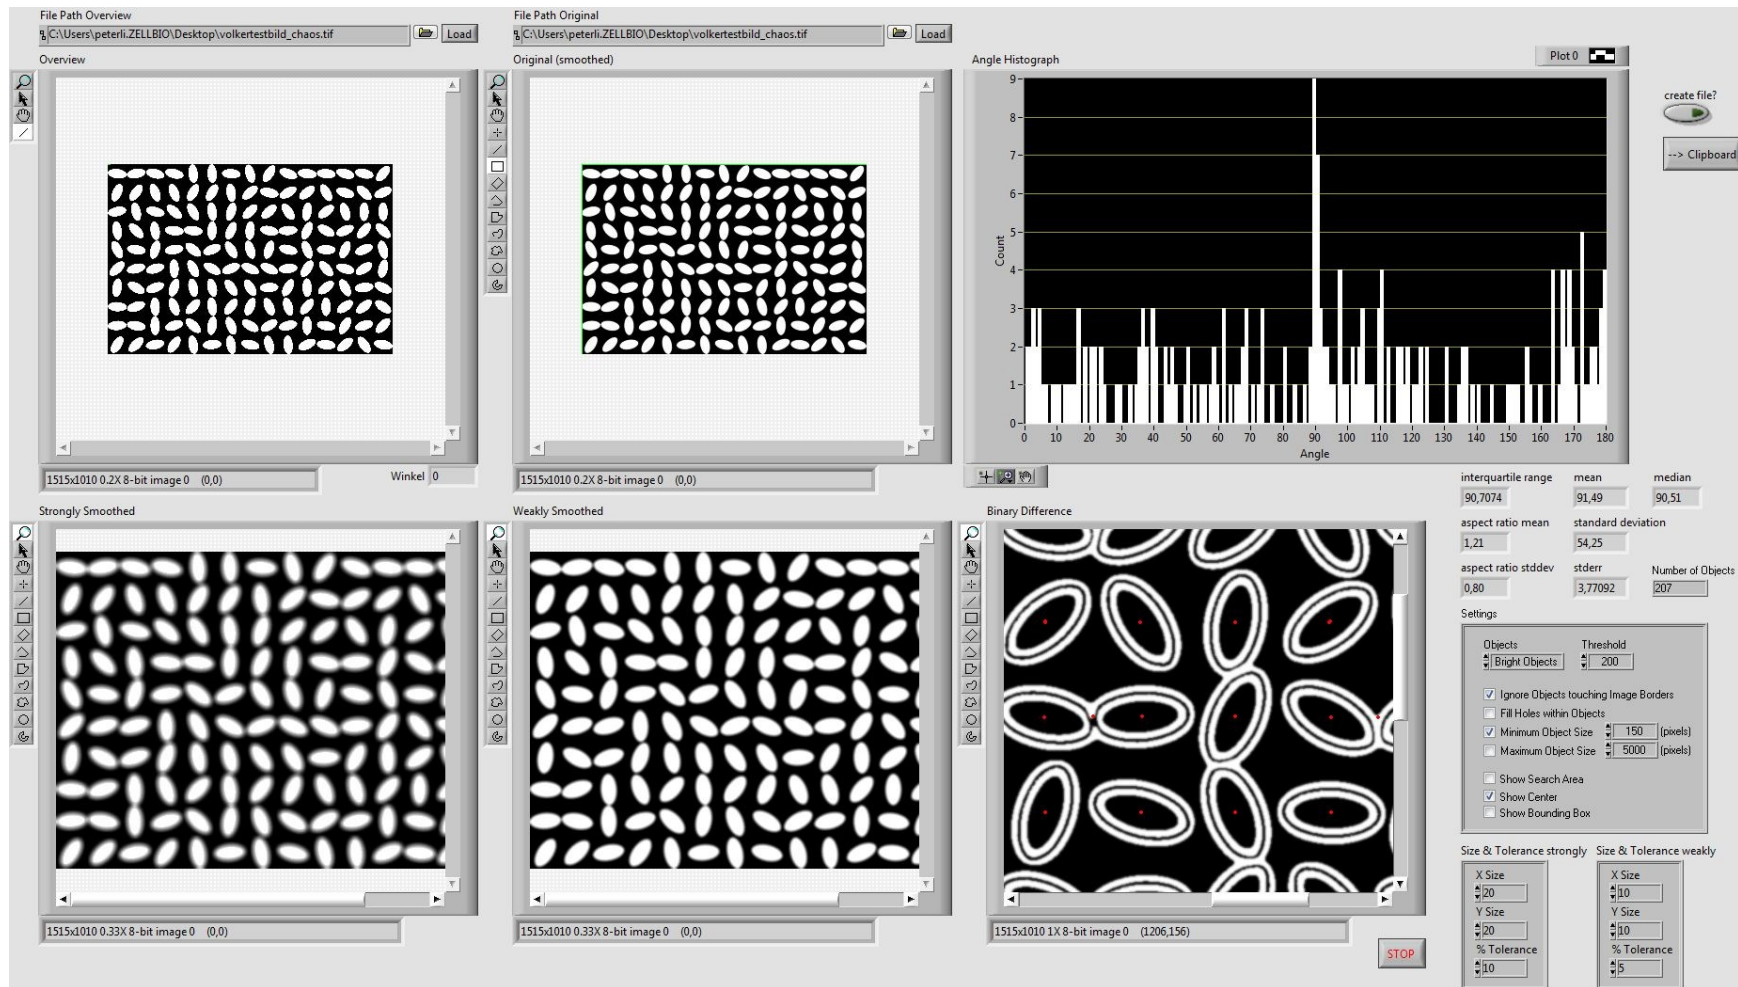 File Path Overview
C:\Users\peterli.ZELLBIO\Desktop\volkertestbild_chaos.tif
Load
File Path Original
C:\Users\peterli.ZELLBIO\Desktop\volkertestbild_chaos.tif
Load
Overview
Original (smoothed)
Angle Histograph
Plot 0
create file?
--> Clipboard
9
8
7
6
5
4
3
2
1
0
Count
0 10 20 30 40 50 60 70 80 90 100 110 120 130 140 150 160 170 180
Angle
1515x1010 0.2X 8-bit image 0 (0,0)
Winkel 0
1515x1010 0.2X 8-bit image 0 (0,0)
interquartile range mean median
90,7074 91,49 90,51
Strongly Smoothed
Weakly Smoothed
Binary Difference
aspect ratio mean standard deviation
1,21 54,25
aspect ratio stddev stderr Number of Objects
0,80 3,77092 207
Settings
Objects Threshold
Bright Objects 200
Ignore Objects touching Image Borders
Fill Holes within Objects
Minimum Object Size 150 (pixels)
Maximum Object Size 5000 (pixels)
Show Search Area
Show Center
Show Bounding Box
Size & Tolerance strongly Size & Tolerance weakly
X Size X Size
20 10
Y Size Y Size
20 10
% Tolerance % Tolerance
10 5
1515x1010 0.33X 8-bit image 0 (0,0)
1515x1010 0.33X 8-bit image 0 (0,0)
1515x1010 1X 8-bit image 0 (1206,156)
STOP